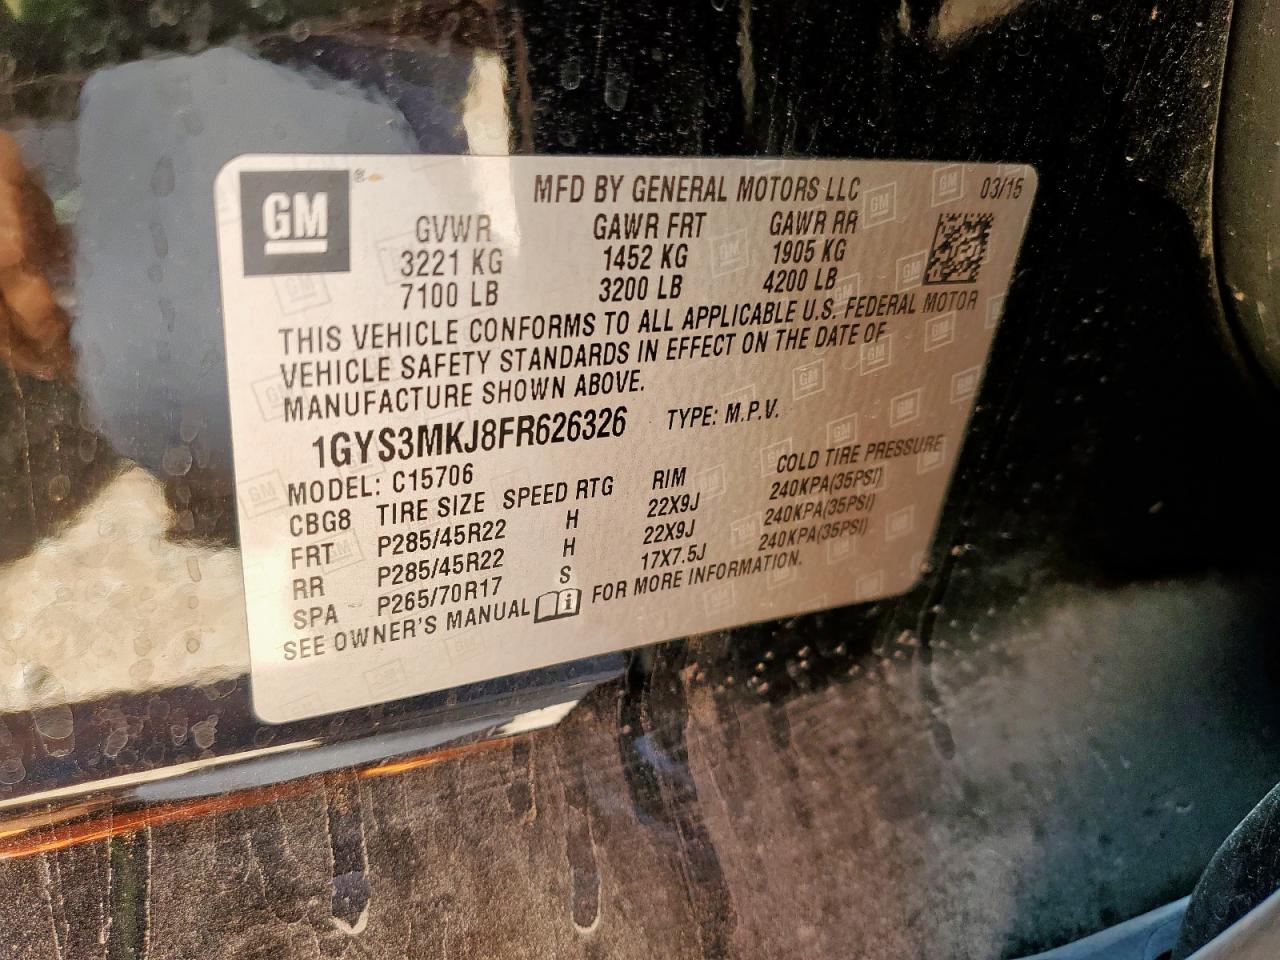 GM
MFD BY GENERAL MOTORS LLC 03/15
GVWR GAWR FRT GAWR RR
3221 KG 1452 KG 1905 KG
7100 LB 3200 LB 4200 LB
THIS VEHICLE CONFORMS TO ALL APPLICABLE U.S. FEDERAL MOTOR
VEHICLE SAFETY STANDARDS IN EFFECT ON THE DATE OF
MANUFACTURE SHOWN ABOVE.
1GYS3MKJ8FR626326 TYPE: M.P.V.
MODEL: C15706
CBG8 TIRE SIZE SPEED RTG RIM COLD TIRE PRESSURE
FRT P285/45R22 H 22X9J 240KPA(35PSI)
RR P285/45R22 H 22X9J 240KPA(35PSI)
SPA P265/70R17 S 17X7.5J 240KPA(35PSI)
SEE OWNER'S MANUAL FOR MORE INFORMATION.